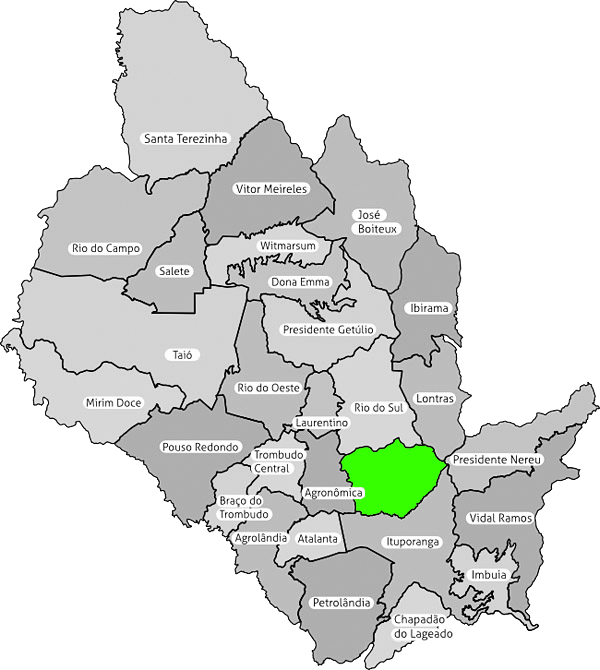 Santa Terezinha
Vitor Meireles
José
Boiteux
Rio do Campo
Witmarsum
Salete
Dona Emma
Ibirama
Presidente Getúlio
Taió
Rio do Oeste
Mirim Doce
Lontras
Rio do Sul
Laurentino
Pouso Redondo
Trombudo
Central
Presidente Nereu
Agronômica
Braço do
Trombudo
Vidal Ramos
Agrolândia
Atalanta
Ituporanga
Imbuia
Petrolândia
Chapadão
do Lageado